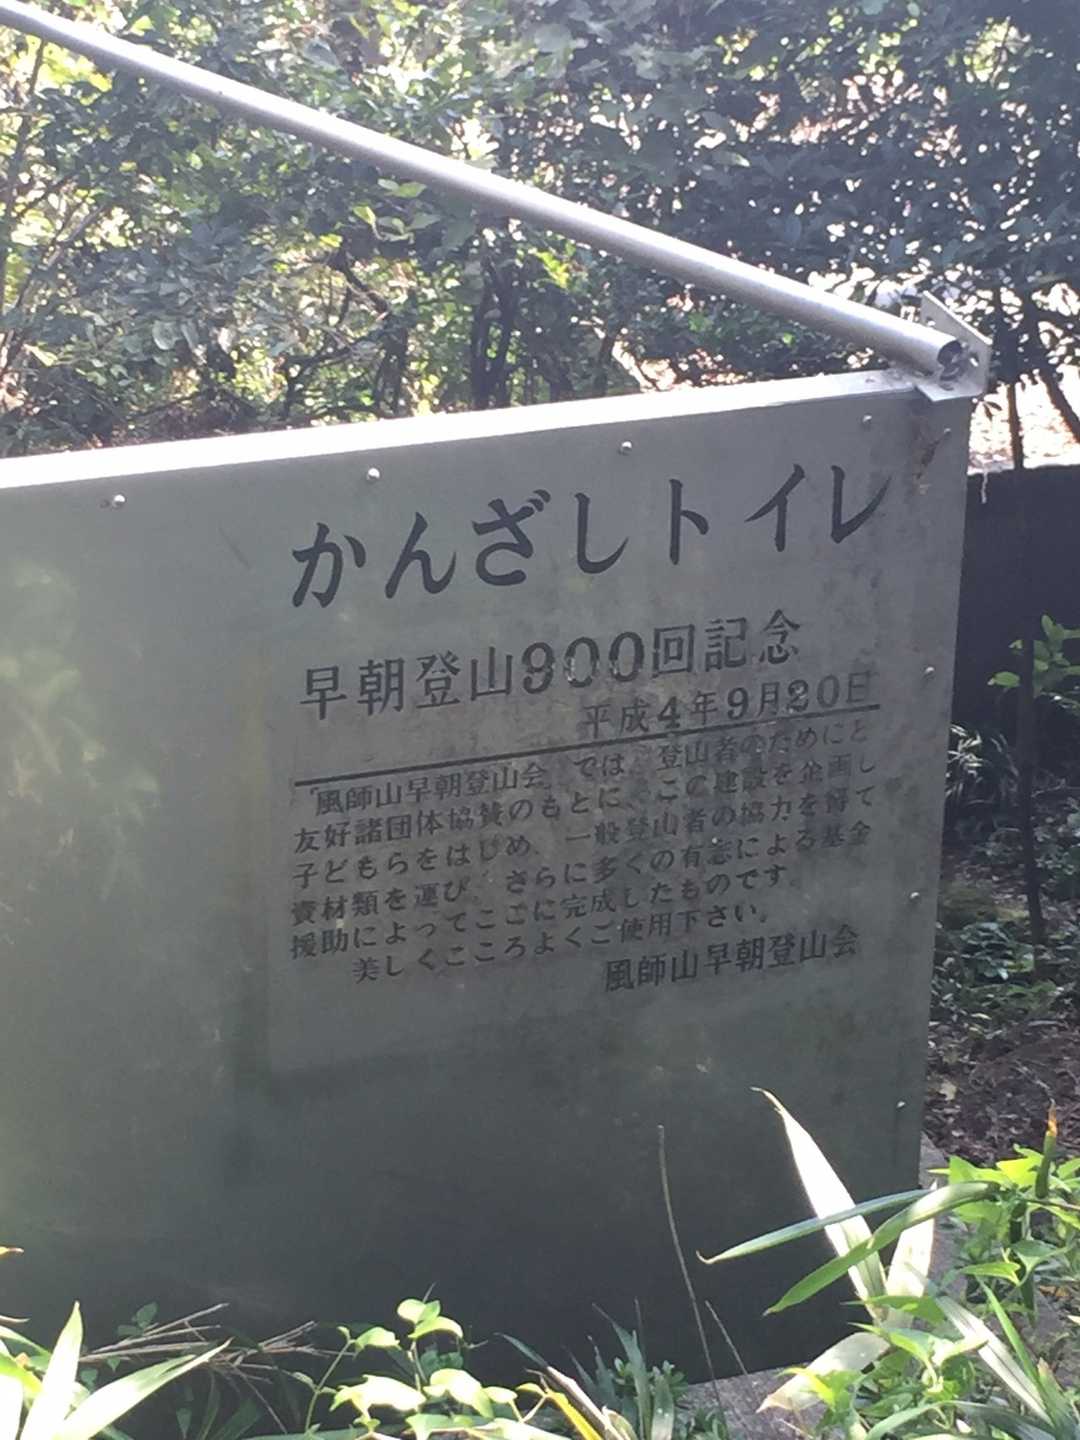 かんざしトイレ
早朝登山900回記念
平成4年9月20日
「風師山早朝登山会」では、登山者のためにと
友好諸団体協賛のもとに、この建設を企画し
子どもらをはじめ、一般登山者の協力を得て
資材類を運び、さらに多くの有志による基金
援助によってここに完成したものです。
美しくこころよくご使用下さい。
風師山早朝登山会